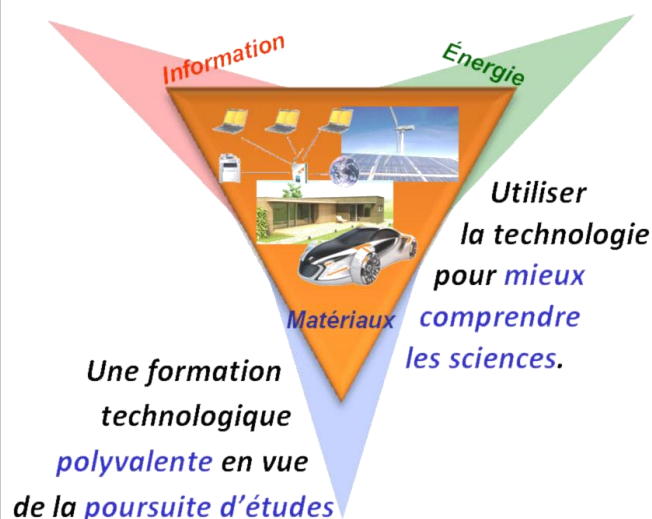 Information
Énergie
Utiliser
la technologie
pour mieux
comprendre
les sciences.
Matériaux
Une formation
technologique
polyvalente en vue
de la poursuite d'études